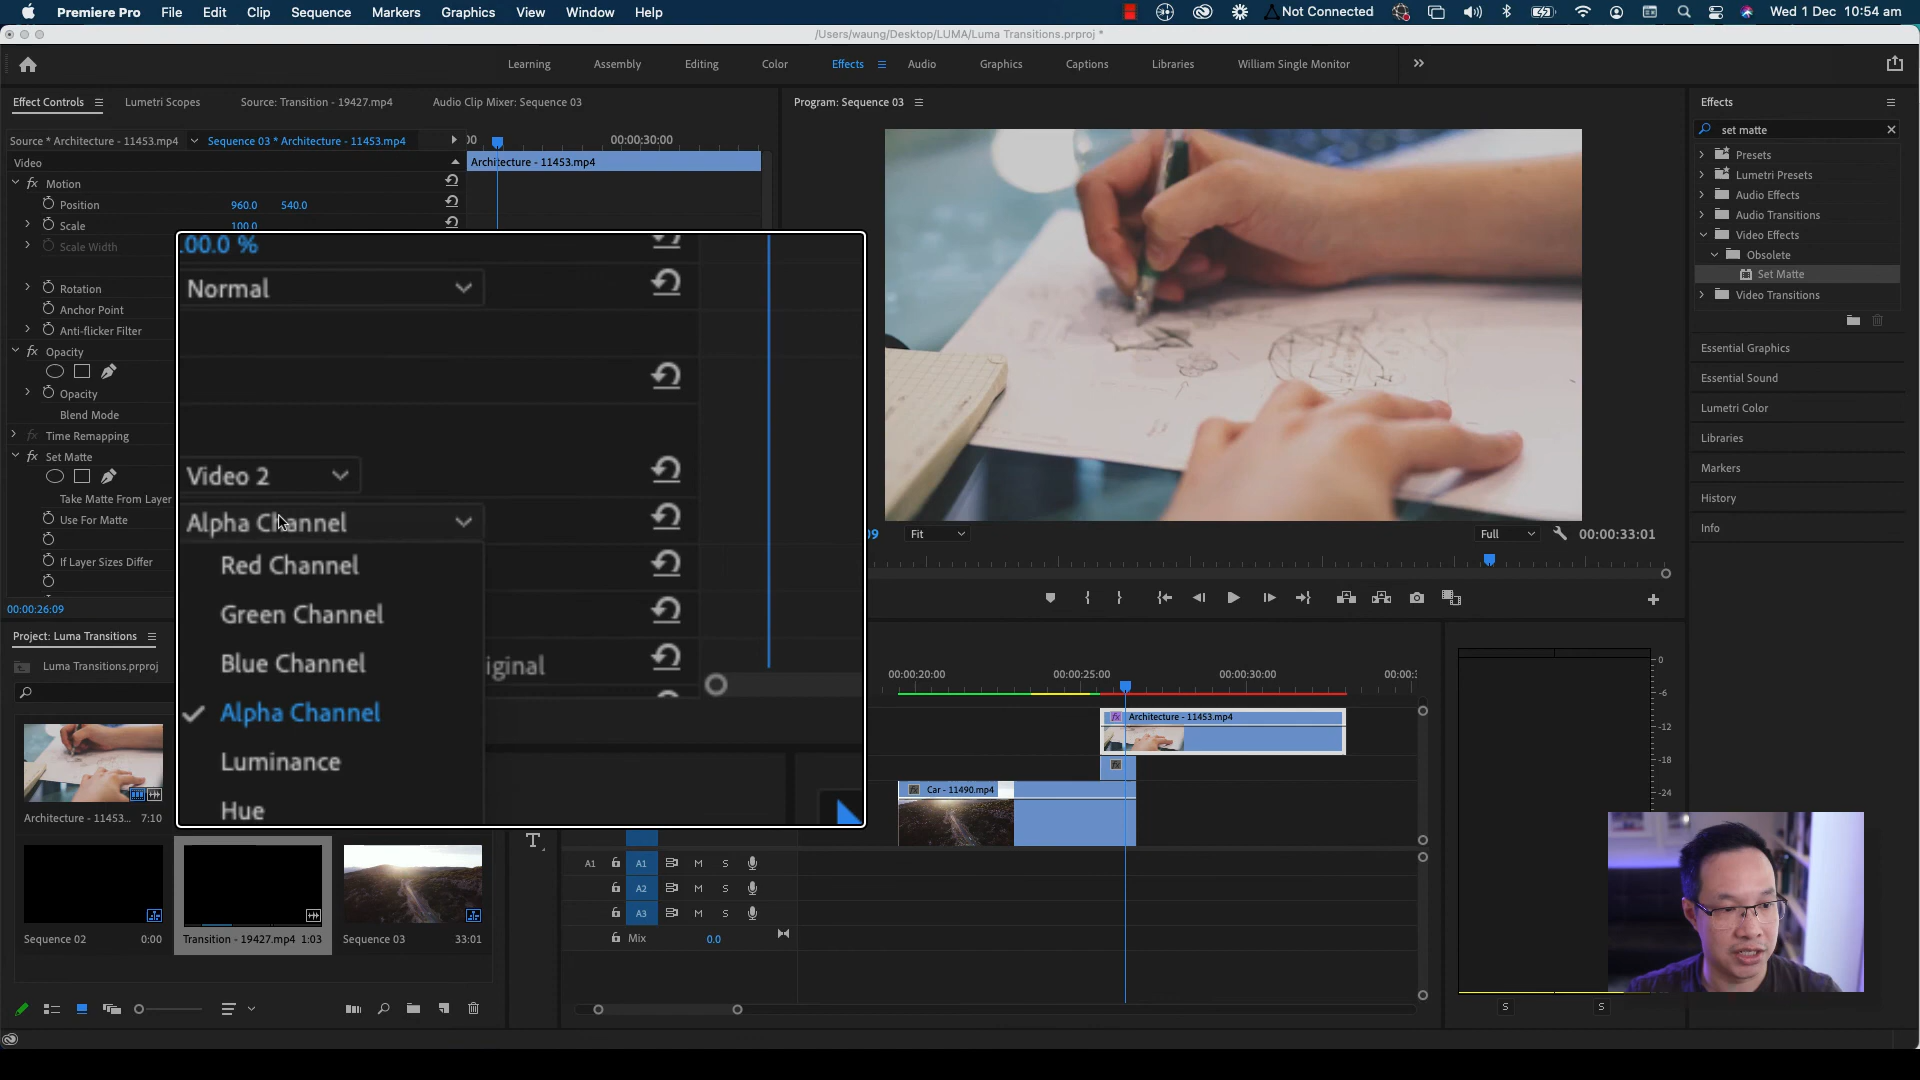 Premiere Pro File Edit Clip Sequence Markers Graphics View Window Help Not Connected Wed 1 Dec 10:54 am
/Users/waung/Desktop/LUMA/Luma Transitions.prproj *
Learning Assembly Editing Color Effects Audio Graphics Captions Libraries William Single Monitor
Effect Controls Lumetri Scopes Source: Transition - 19427.mp4 Audio Clip Mixer: Sequence 03
Source * Architecture - 11453.mp4 Sequence 03 * Architecture - 11453.mp4
00:00:30:00
Video
Architecture - 11453.mp4
fx Motion
Position 960.0 540.0
Scale 100.0
Scale Width
Rotation
Anchor Point
Anti-flicker Filter
fx Opacity
Opacity
Blend Mode
fx Time Remapping
fx Set Matte
Take Matte From Layer
Use For Matte
If Layer Sizes Differ
00:00:26:09
00.0 %
Normal
Video 2
Alpha Channel
Red Channel
Green Channel
Blue Channel
iginal
Alpha Channel
Luminance
Hue
Program: Sequence 03
09 Fit Full 00:00:33:01
Effects
set matte
Presets
Lumetri Presets
Audio Effects
Audio Transitions
Video Effects
Obsolete
Set Matte
Video Transitions
Essential Graphics
Essential Sound
Lumetri Color
Libraries
Markers
History
Info
Project: Luma Transitions
Luma Transitions.prproj
Architecture - 11453... 7:10
Sequence 02 0:00
Transition - 19427.mp4 1:03
Sequence 03 33:01
00:00:20:00 00:00:25:00 00:00:30:00 00:00:
fx Architecture - 11453.mp4
fx
fx Car - 11490.mp4
T
A1 A1 M S
A2 M S
A3 M S
Mix 0.0
0
-6
-12
-18
-24
S S